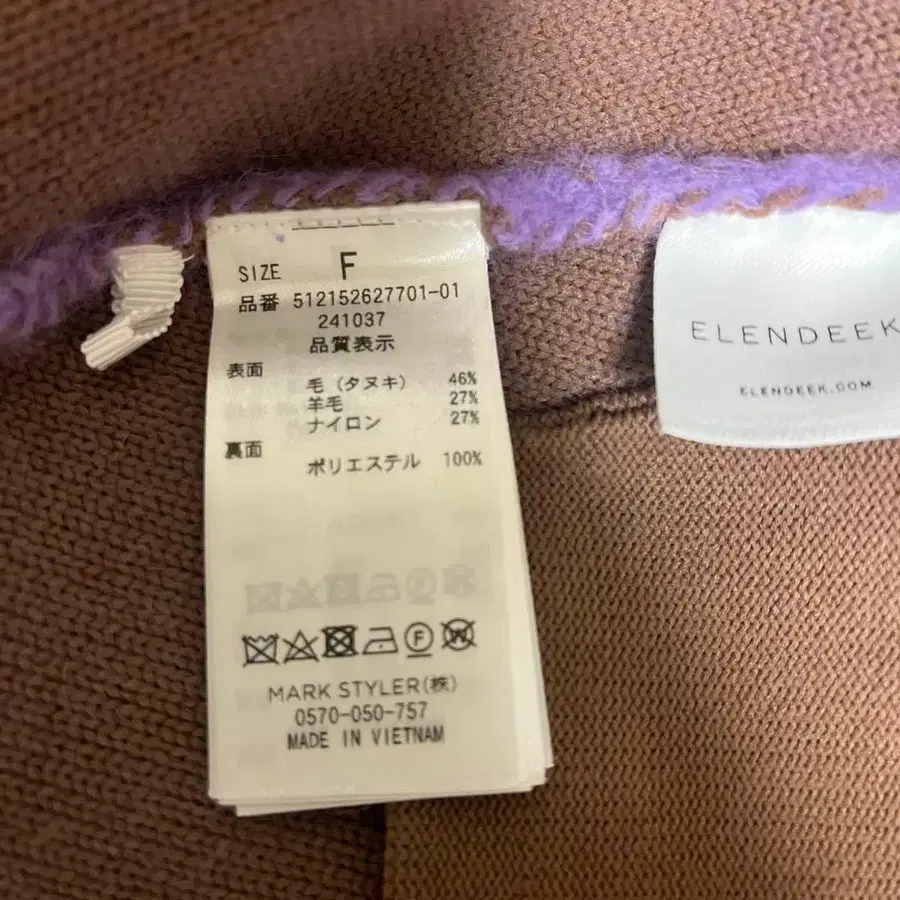 SIZE F
品番 512152627701-01
241037
品質表示
表面
毛 (タヌキ) 46%
羊毛 27%
ナイロン 27%
裏面
ポリエステル 100%
F
W
MARK STYLER(株)
0570-050-757
MADE IN VIETNAM
ELENDEEK
ELENDEEK.COM